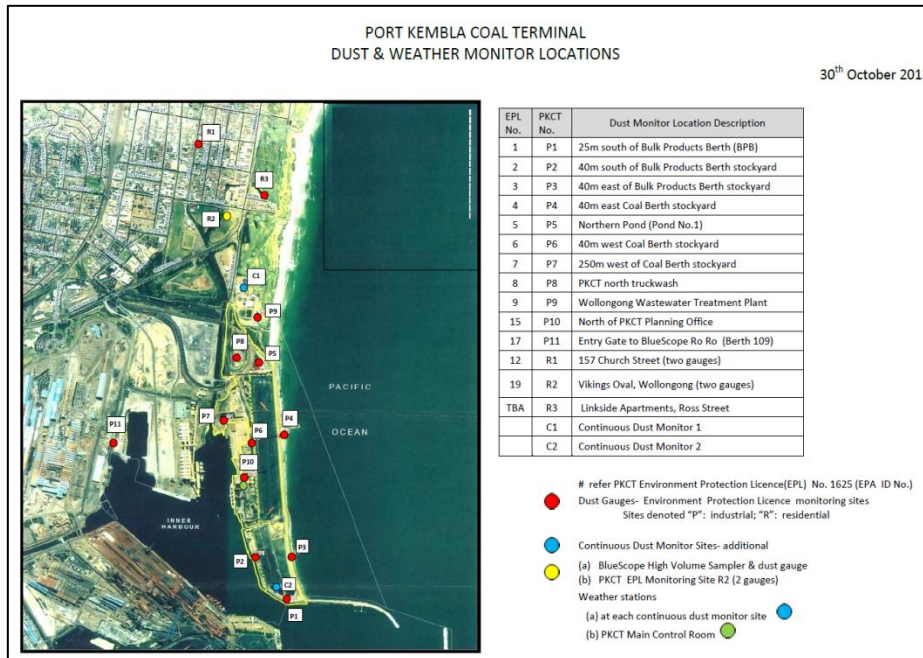 PORT KEMBLA COAL TERMINAL
DUST & WEATHER MONITOR LOCATIONS
30th October 201
R1
R3
R2
C1
P9
P8
P5
PACIFIC
P7
P4
P6
OCEAN
P11
P10
INNER
HARBOUR
P2
P3
C2
P1
EPL No. PKCT No. Dust Monitor Location Description
1 P1 25m south of Bulk Products Berth (BPB)
2 P2 40m south of Bulk Products Berth stockyard
3 P3 40m east of Bulk Products Berth stockyard
4 P4 40m east Coal Berth stockyard
5 P5 Northern Pond (Pond No.1)
6 P6 40m west Coal Berth stockyard
7 P7 250m west of Coal Berth stockyard
8 P8 PKCT north truckwash
9 P9 Wollongong Wastewater Treatment Plant
15 P10 North of PKCT Planning Office
17 P11 Entry Gate to BlueScope Ro Ro (Berth 109)
12 R1 157 Church Street (two gauges)
19 R2 Vikings Oval, Wollongong (two gauges)
TBA R3 Linkside Apartments, Ross Street
C1 Continuous Dust Monitor 1
C2 Continuous Dust Monitor 2
# refer PKCT Environment Protection Licence(EPL) No. 1625 (EPA ID No.)
Dust Gauges- Environment Protection Licence monitoring sites
Sites denoted "P": industrial; "R": residential
Continuous Dust Monitor Sites- additional
(a) BlueScope High Volume Sampler & dust gauge
(b) PKCT EPL Monitoring Site R2 (2 gauges)
Weather stations
(a) at each continuous dust monitor site
(b) PKCT Main Control Room